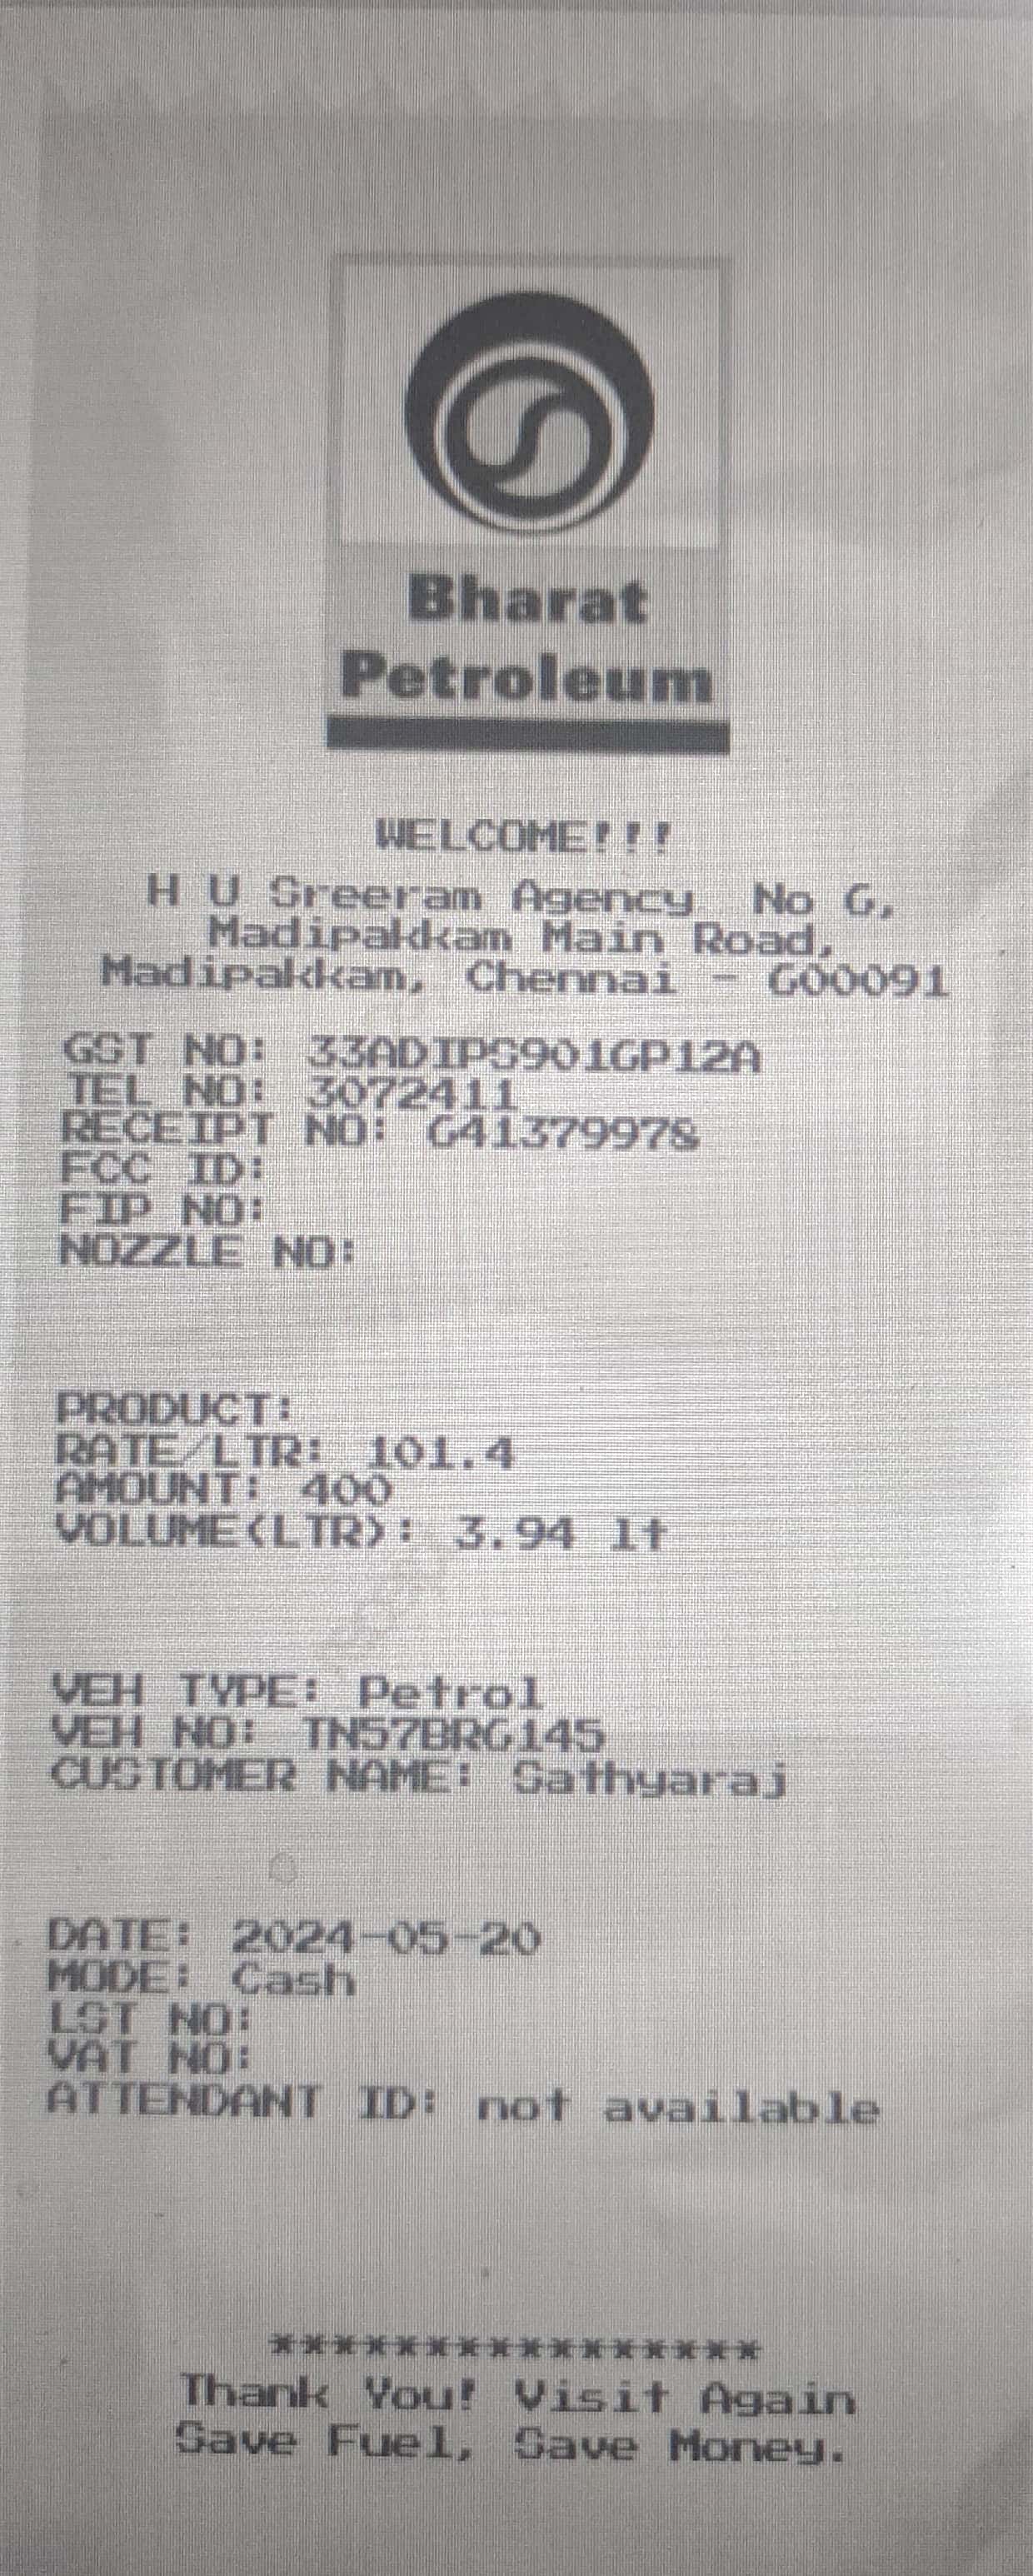 Bharat
Petroleum
WELCOME!!!
H U Sreeram Agency No 6,
Madipakkam Main Road,
Madipakkam, Chennai - 600091
GST NO: 33ADIPS9016P12A
TEL NO: 3072411
RECEIPT NO: 641379978
FCC ID:
FIP NO:
NOZZLE NO:
PRODUCT:
RATE/LTR: 101.4
AMOUNT: 400
VOLUME(LTR): 3.94 lt
VEH TYPE: Petrol
VEH NO: TN57BR6145
CUSTOMER NAME: Sathyaraj
DATE: 2024-05-20
MODE: Cash
LST NO:
VAT NO:
ATTENDANT ID: not available
****************
Thank You! Visit Again
Save Fuel, Save Money.